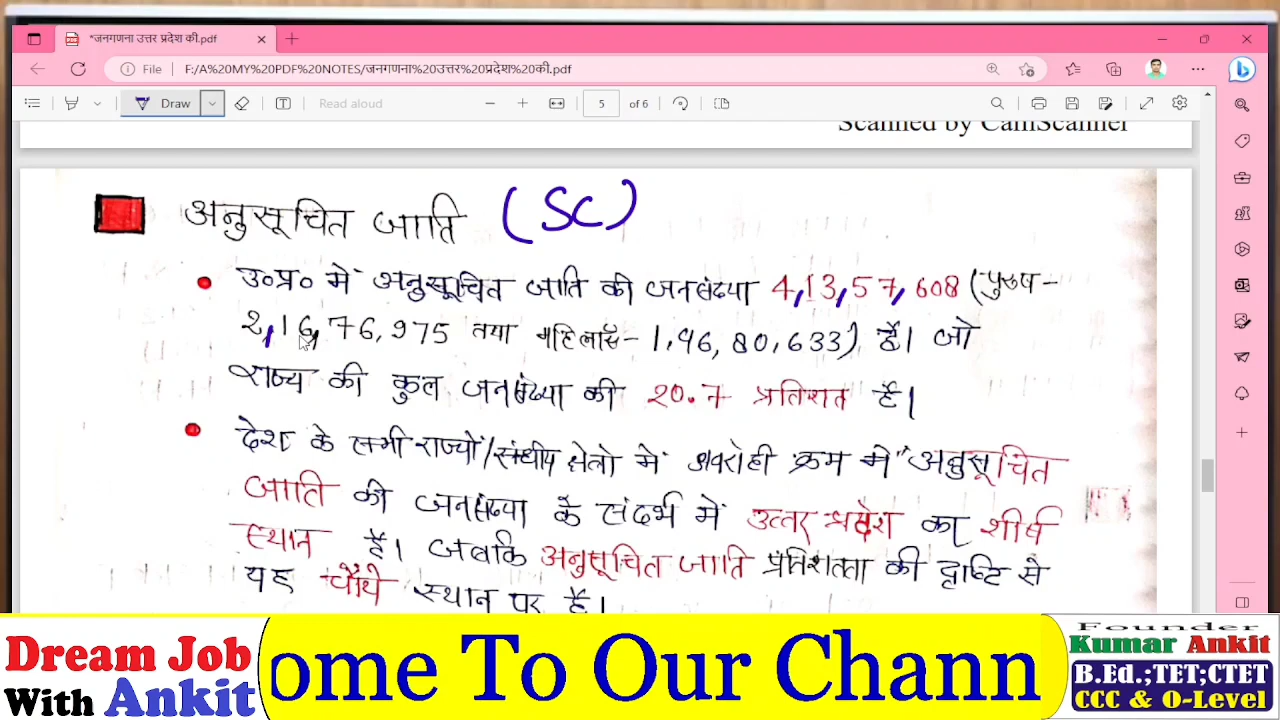 *जनगणना उत्तर प्रदेश की.pdf
File F:/A%20MY%20PDF%20NOTES/जनगणना%20उत्तर%20प्रदेश%20की.pdf
Draw Read aloud 5 of 6
Scanned by CamScanner
अनुसूचित जाति (SC)
उ०प्र० में अनुसूचित जाति की जनसंख्या 4,13,57,608 (पुरुष-
2,16,76,975 तथा महिलाएँ - 1,96,80,633) है। जो
राज्य की कुल जनसंख्या की 20.7 प्रतिशत है।
देश के सभी राज्यों/संघीय क्षेत्रो में अवरोही क्रम में "अनुसूचित
जाति की जनसंख्या के संदर्भ में उत्तर प्रदेश का शीर्ष
स्थान है। जबकि अनुसूचित जाति प्रतिशतता की दृष्टि से
यह चौथे स्थान पर है।
Dream Job
With Ankit
ome To Our Chann
Founder
Kumar Ankit
B.Ed.;TET;CTET
CCC & O-Level